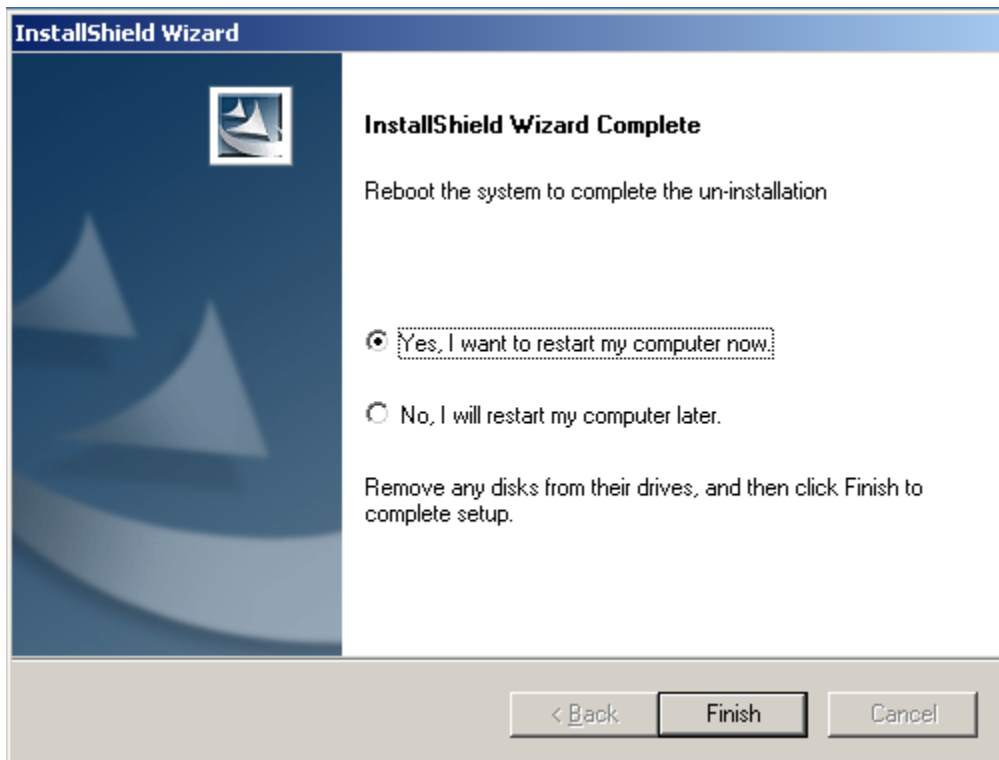 InstallShield Wizard
InstallShield Wizard Complete
Reboot the system to complete the un-installation
Yes, I want to restart my computer now.
No, I will restart my computer later.
Remove any disks from their drives, and then click Finish to
complete setup.
< Back
Finish
Cancel